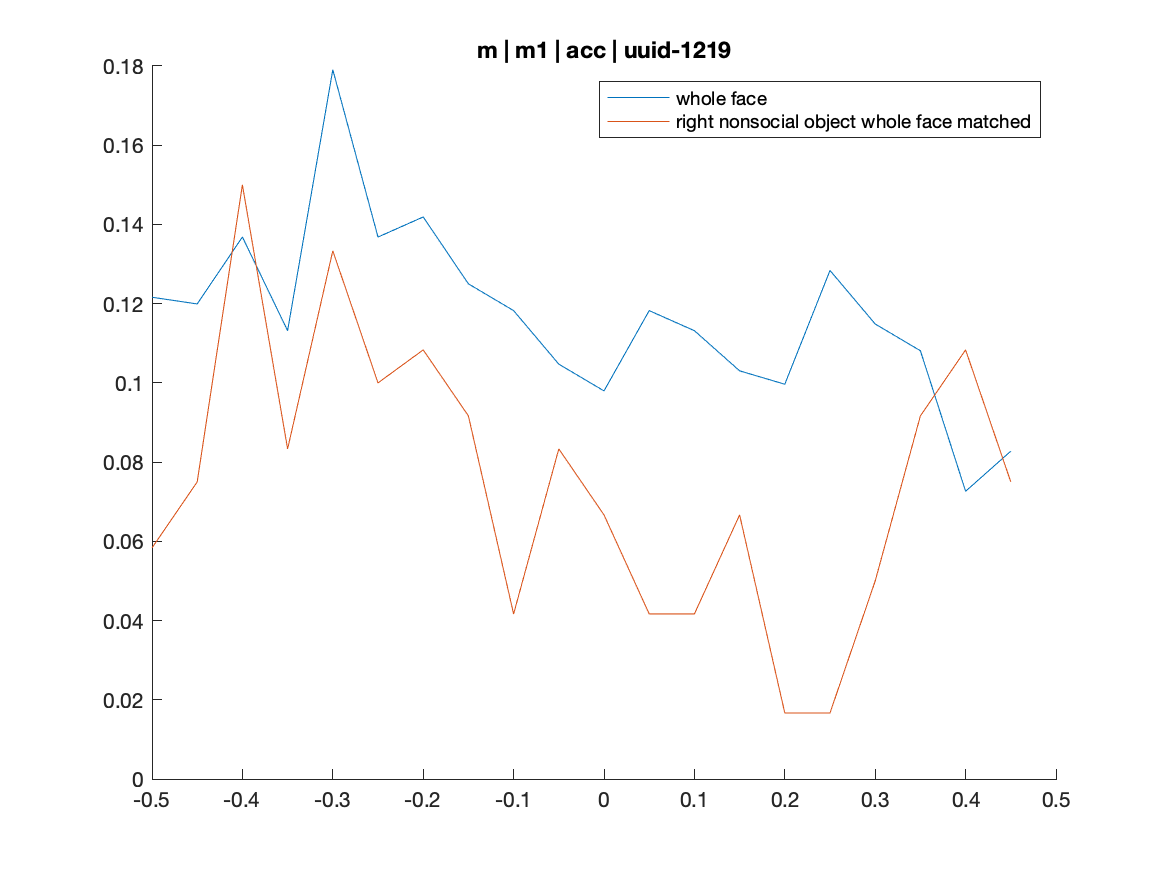 m | m1 | acc | uuid-1219
whole face
right nonsocial object whole face matched
0.18
0.16
0.14
0.12
0.1
0.08
0.06
0.04
0.02
0
-0.5 -0.4 -0.3 -0.2 -0.1 0 0.1 0.2 0.3 0.4 0.5